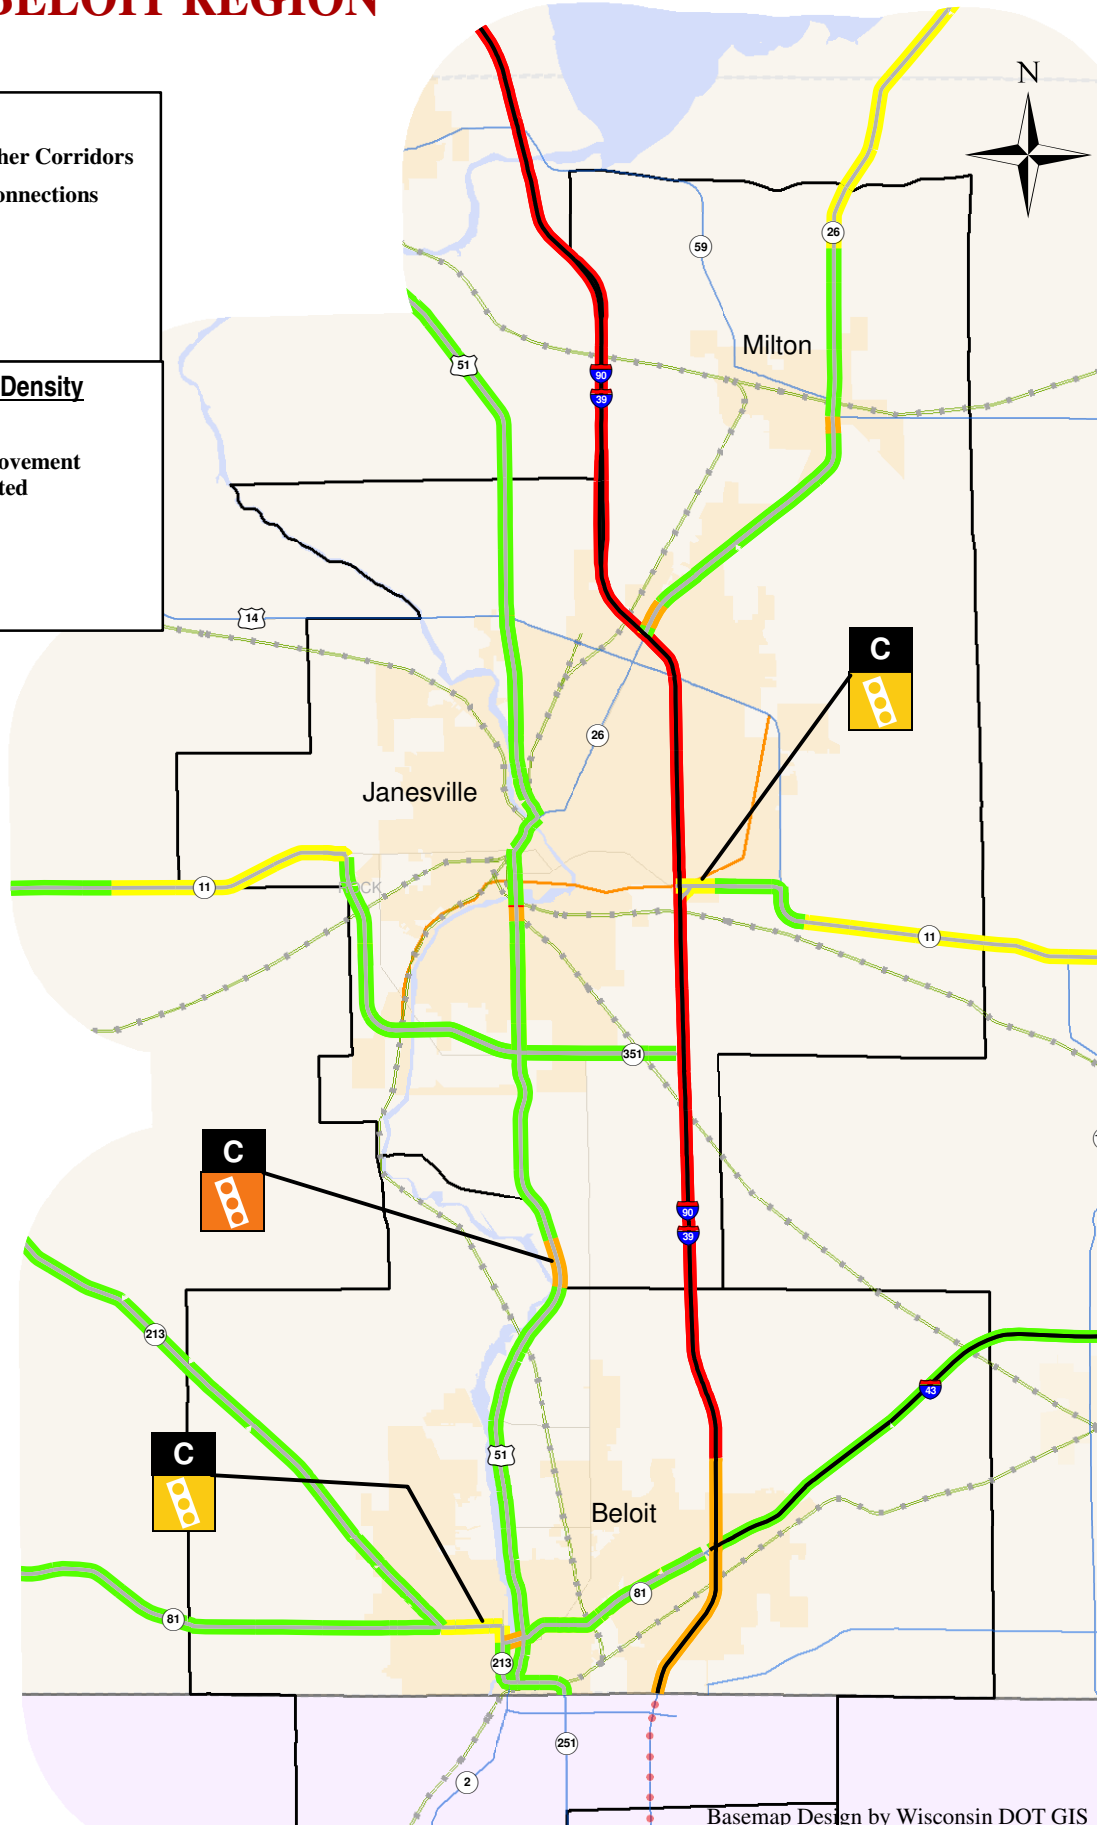 BELOIT REGION
N
her Corridors
onnections
Density
ovement
ted
26
59
Milton
51
90
39
14
C
26
Janesville
11
CK
11
351
C
90
39
213
43
C
51
Beloit
81
81
213
251
2
Basemap Design by Wisconsin DOT GIS